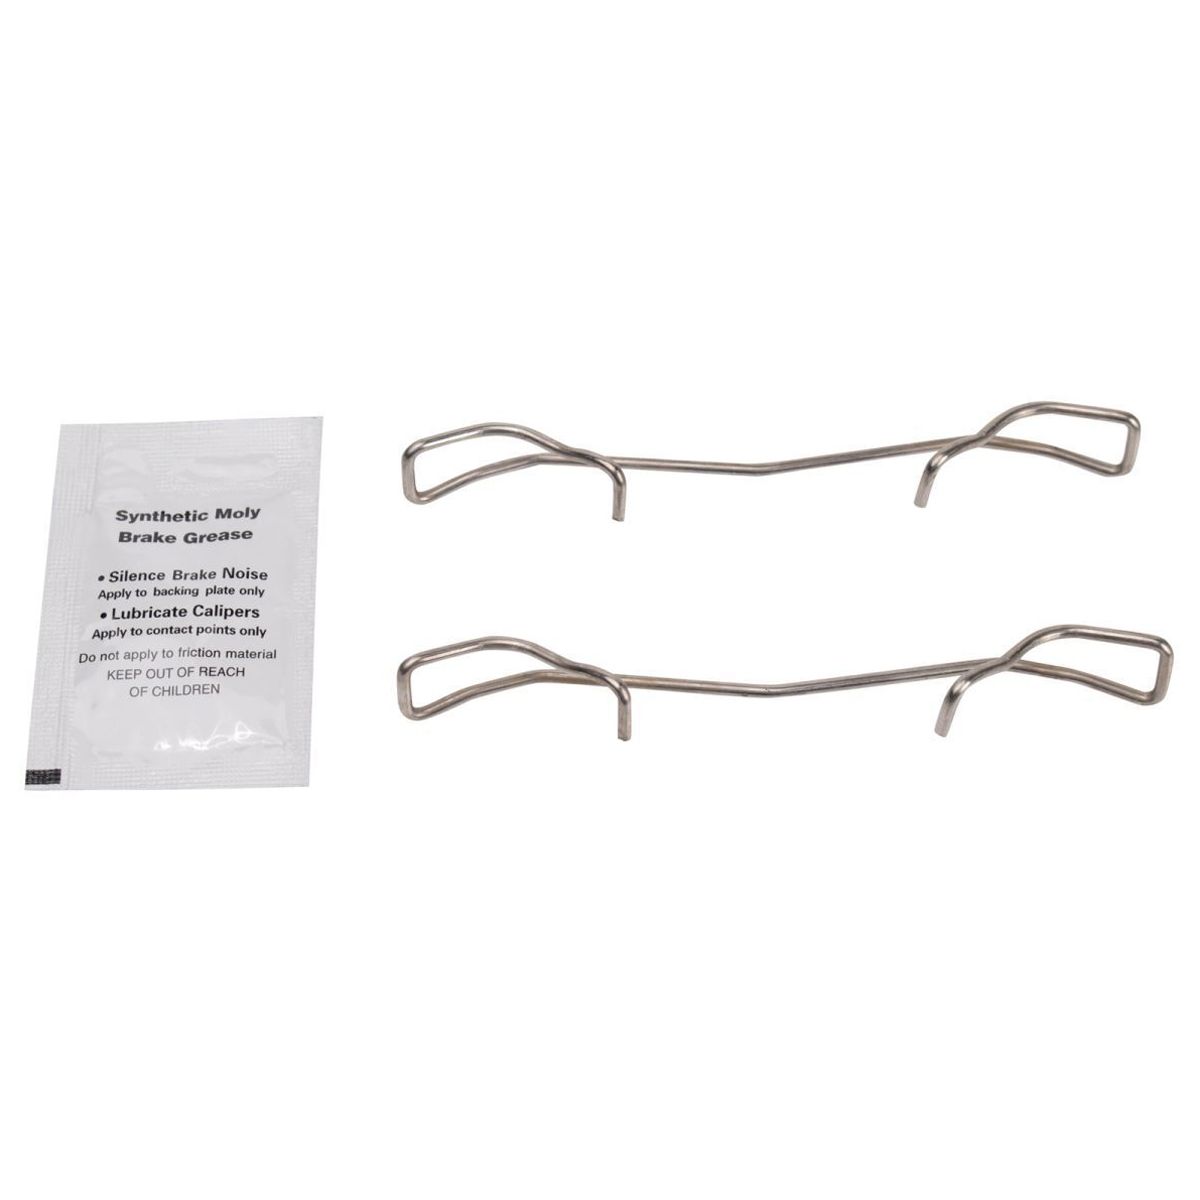 Synthetic Moly
Brake Grease
• Silence Brake Noise
Apply to backing plate only
• Lubricate Calipers
Apply to contact points only
Do not apply to friction material
KEEP OUT OF REACH
OF CHILDREN